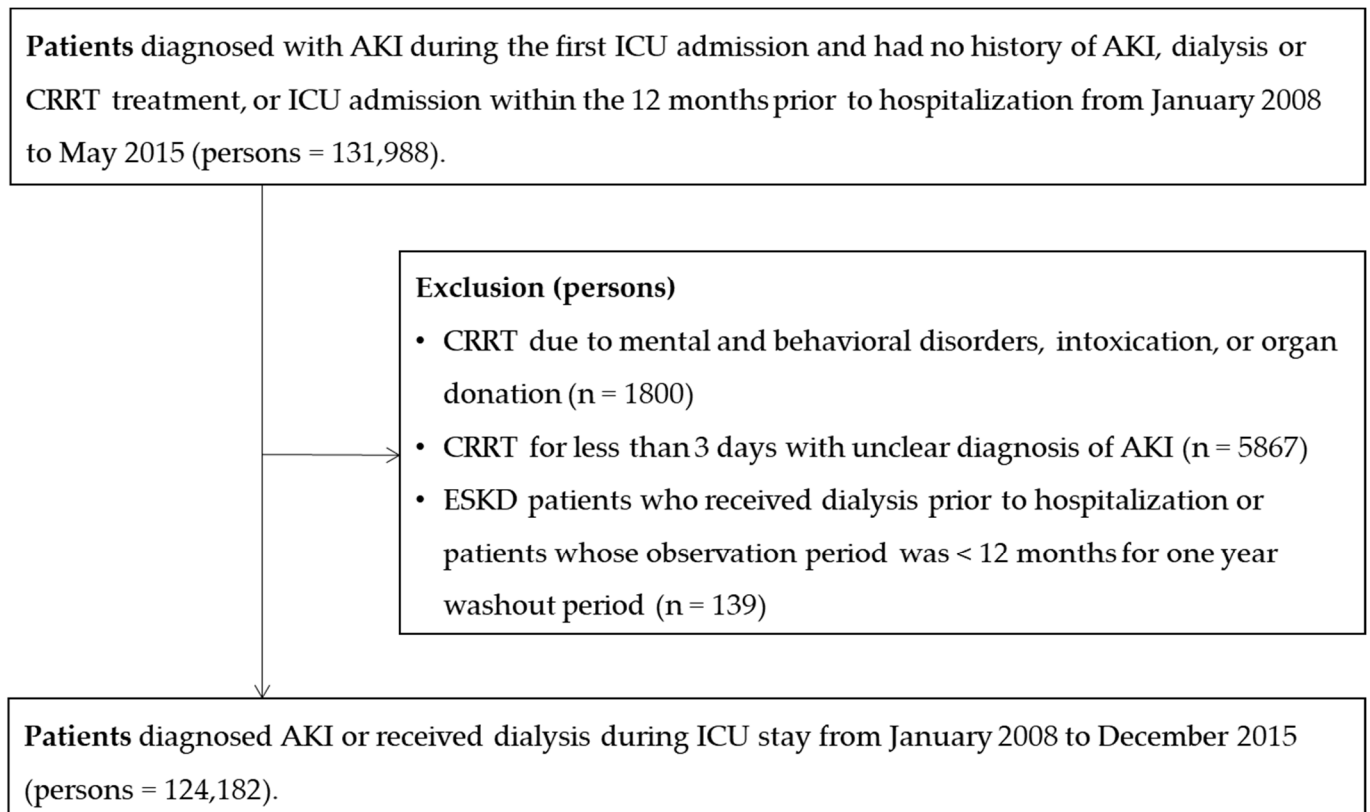 Patients diagnosed with AKI during the first ICU admission and had no history of AKI, dialysis or
CRRT treatment, or ICU admission within the 12 months prior to hospitalization from January 2008
to May 2015 (persons = 131,988).
Exclusion (persons)
• CRRT due to mental and behavioral disorders, intoxication, or organ
donation (n = 1800)
• CRRT for less than 3 days with unclear diagnosis of AKI (n = 5867)
• ESKD patients who received dialysis prior to hospitalization or
patients whose observation period was < 12 months for one year
washout period (n = 139)
Patients diagnosed AKI or received dialysis during ICU stay from January 2008 to December 2015
(persons = 124,182).